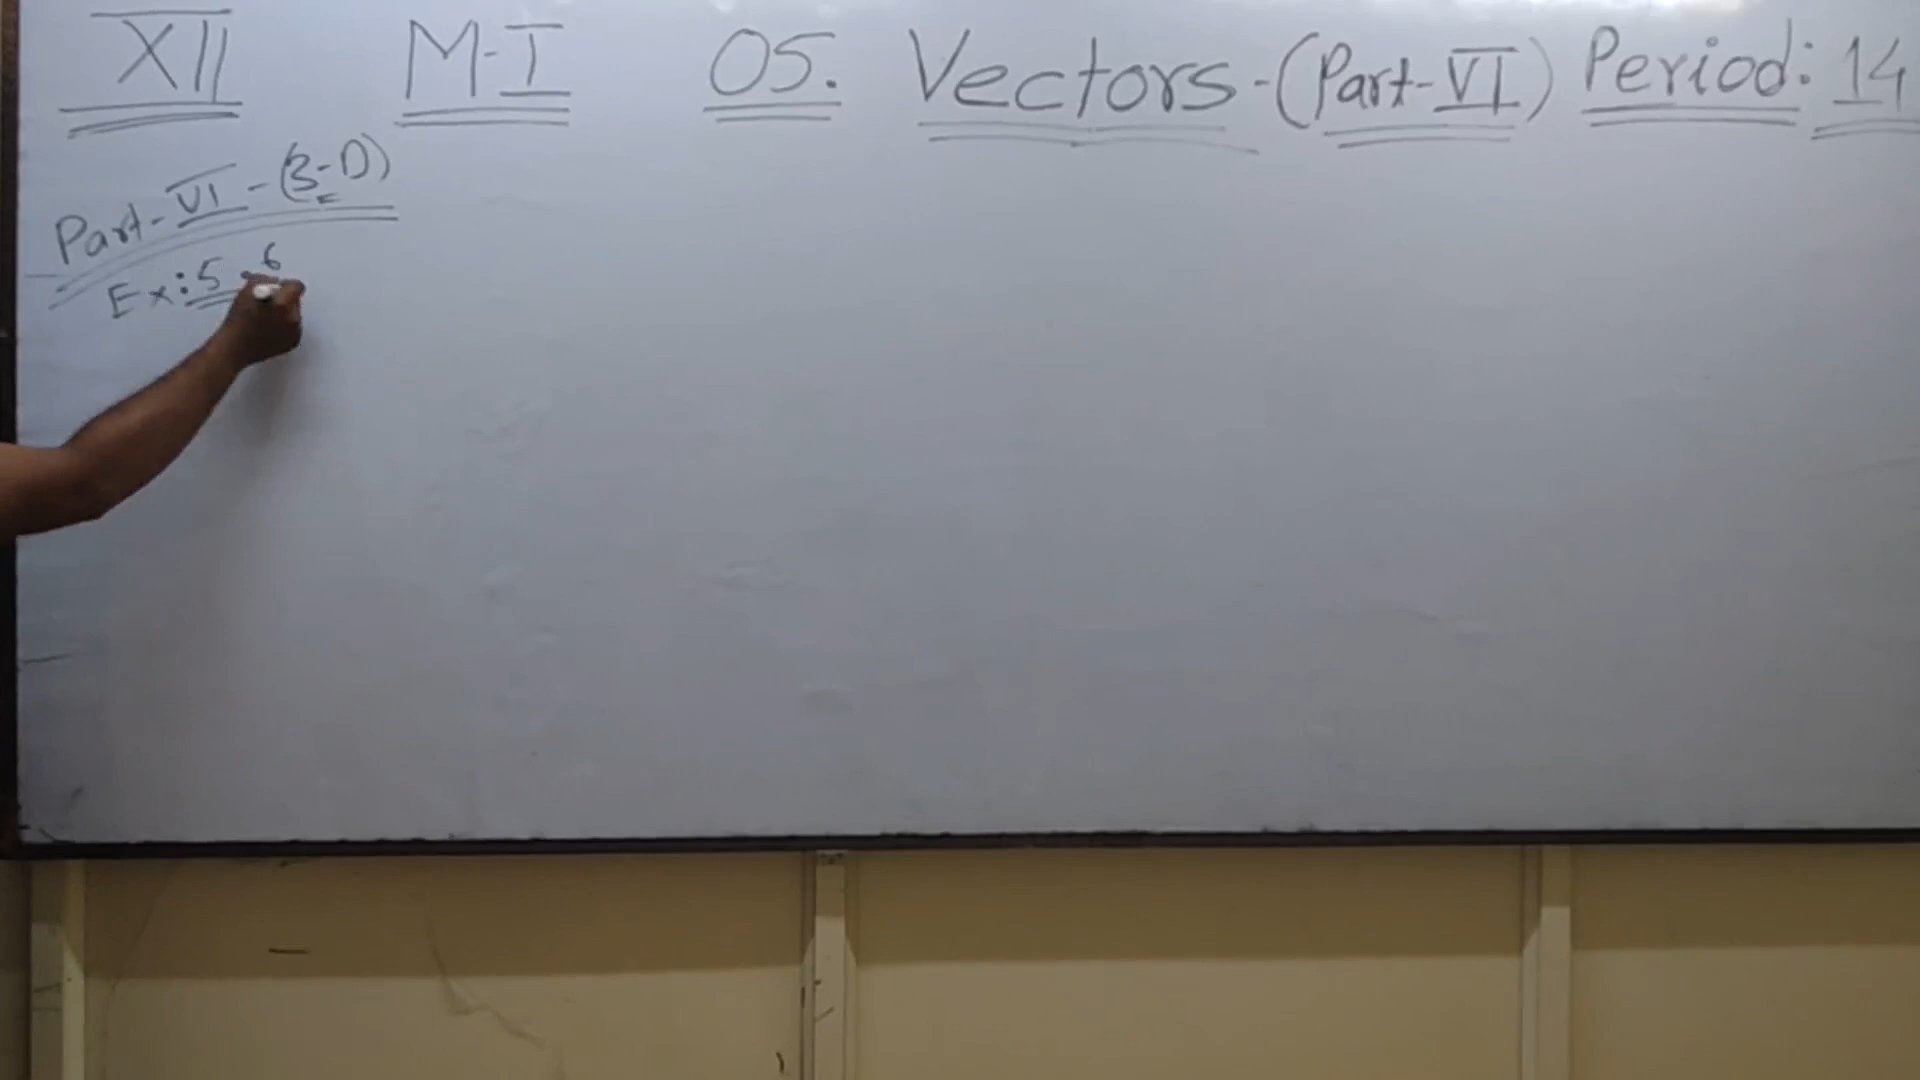 XII M-I 05. Vectors-(Part-VI) Period: 14
Part-VI-(3-D)
Ex:5.6